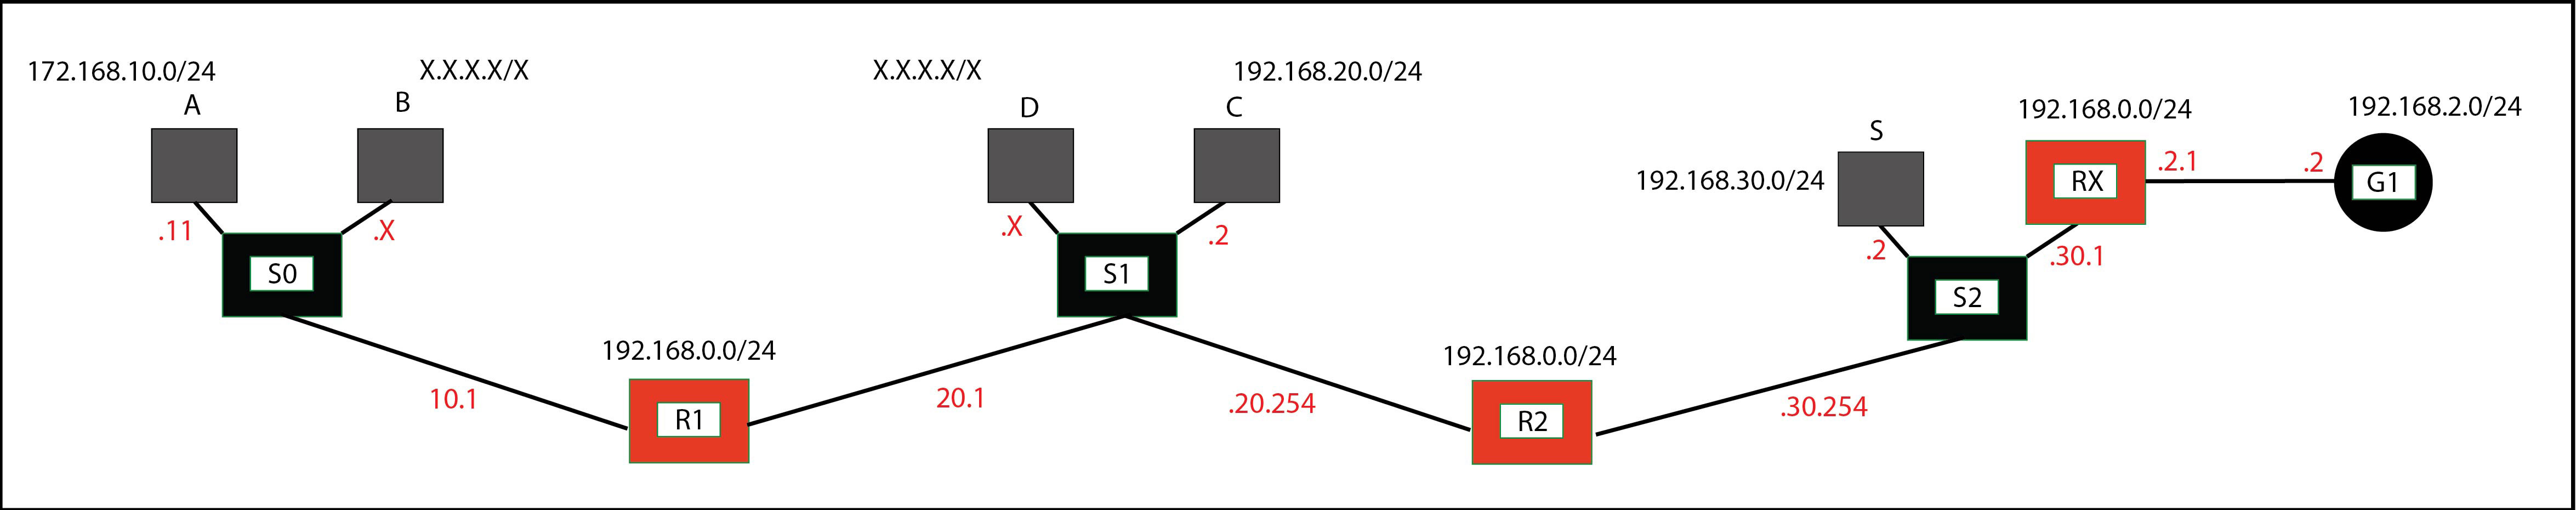 172.168.10.0/24
X.X.X.X/X
X.X.X.X/X
192.168.20.0/24
192.168.0.0/24
192.168.2.0/24
A
B
D
C
S
192.168.30.0/24
RX
.2.1
.2
G1
.11
.X
.X
.2
.2
.30.1
S0
S1
S2
192.168.0.0/24
192.168.0.0/24
10.1
R1
20.1
.20.254
R2
.30.254